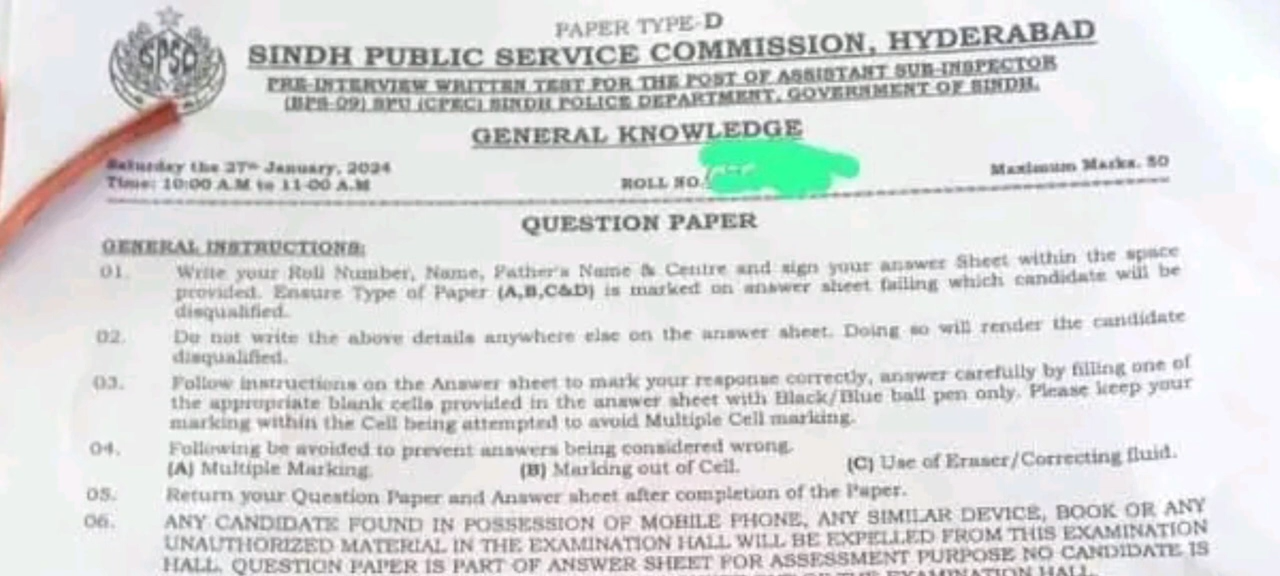 PAPER TYPE-D
SPSC
SINDH PUBLIC SERVICE COMMISSION, HYDERABAD
PRE-INTERVIEW WRITTEN TEST FOR THE POST OF ASSISTANT SUB-INSPECTOR
(BPS-09) SPU (CPEC) SINDH POLICE DEPARTMENT, GOVERNMENT OF SINDH.
GENERAL KNOWLEDGE
Saturday the 27th January, 2024
Time: 10:00 A.M to 11-00 A.M
ROLL NO.
Maximum Marks. 50
QUESTION PAPER
GENERAL INSTRUCTIONS:
01. Write your Roll Number, Name, Father's Name & Centre and sign your answer Sheet within the space
provided. Ensure Type of Paper (A,B,C&D) is marked on answer sheet failing which candidate will be
disqualified.
02. Do not write the above details anywhere else on the answer sheet. Doing so will render the candidate
disqualified.
03. Follow instructions on the Answer sheet to mark your response correctly, answer carefully by filling one of
the appropriate blank cells provided in the answer sheet with Black/Blue ball pen only. Please keep your
marking within the Cell being attempted to avoid Multiple Cell marking.
04. Following be avoided to prevent answers being considered wrong.
(A) Multiple Marking. (B) Marking out of Cell. (C) Use of Eraser/Correcting fluid.
05. Return your Question Paper and Answer sheet after completion of the Paper.
06. ANY CANDIDATE FOUND IN POSSESSION OF MOBILE PHONE, ANY SIMILAR DEVICE, BOOK OR ANY
UNAUTHORIZED MATERIAL IN THE EXAMINATION HALL WILL BE EXPELLED FROM THIS EXAMINATION
HALL. QUESTION PAPER IS PART OF ANSWER SHEET FOR ASSESSMENT PURPOSE NO CANDIDATE IS
EXAMINATION HALL.